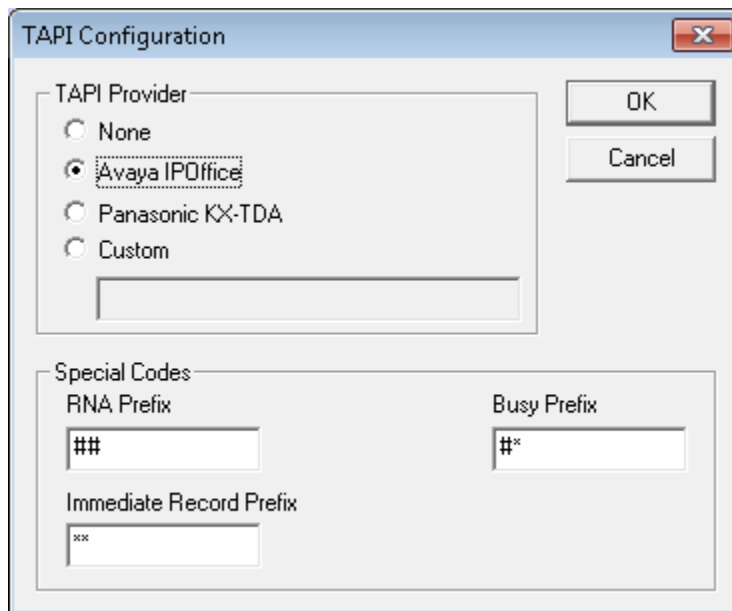 TAPI Configuration
TAPI Provider
None
Avaya IPOffice
Panasonic KX-TDA
Custom
OK
Cancel
Special Codes
RNA Prefix
##
Busy Prefix
#*
Immediate Record Prefix
**